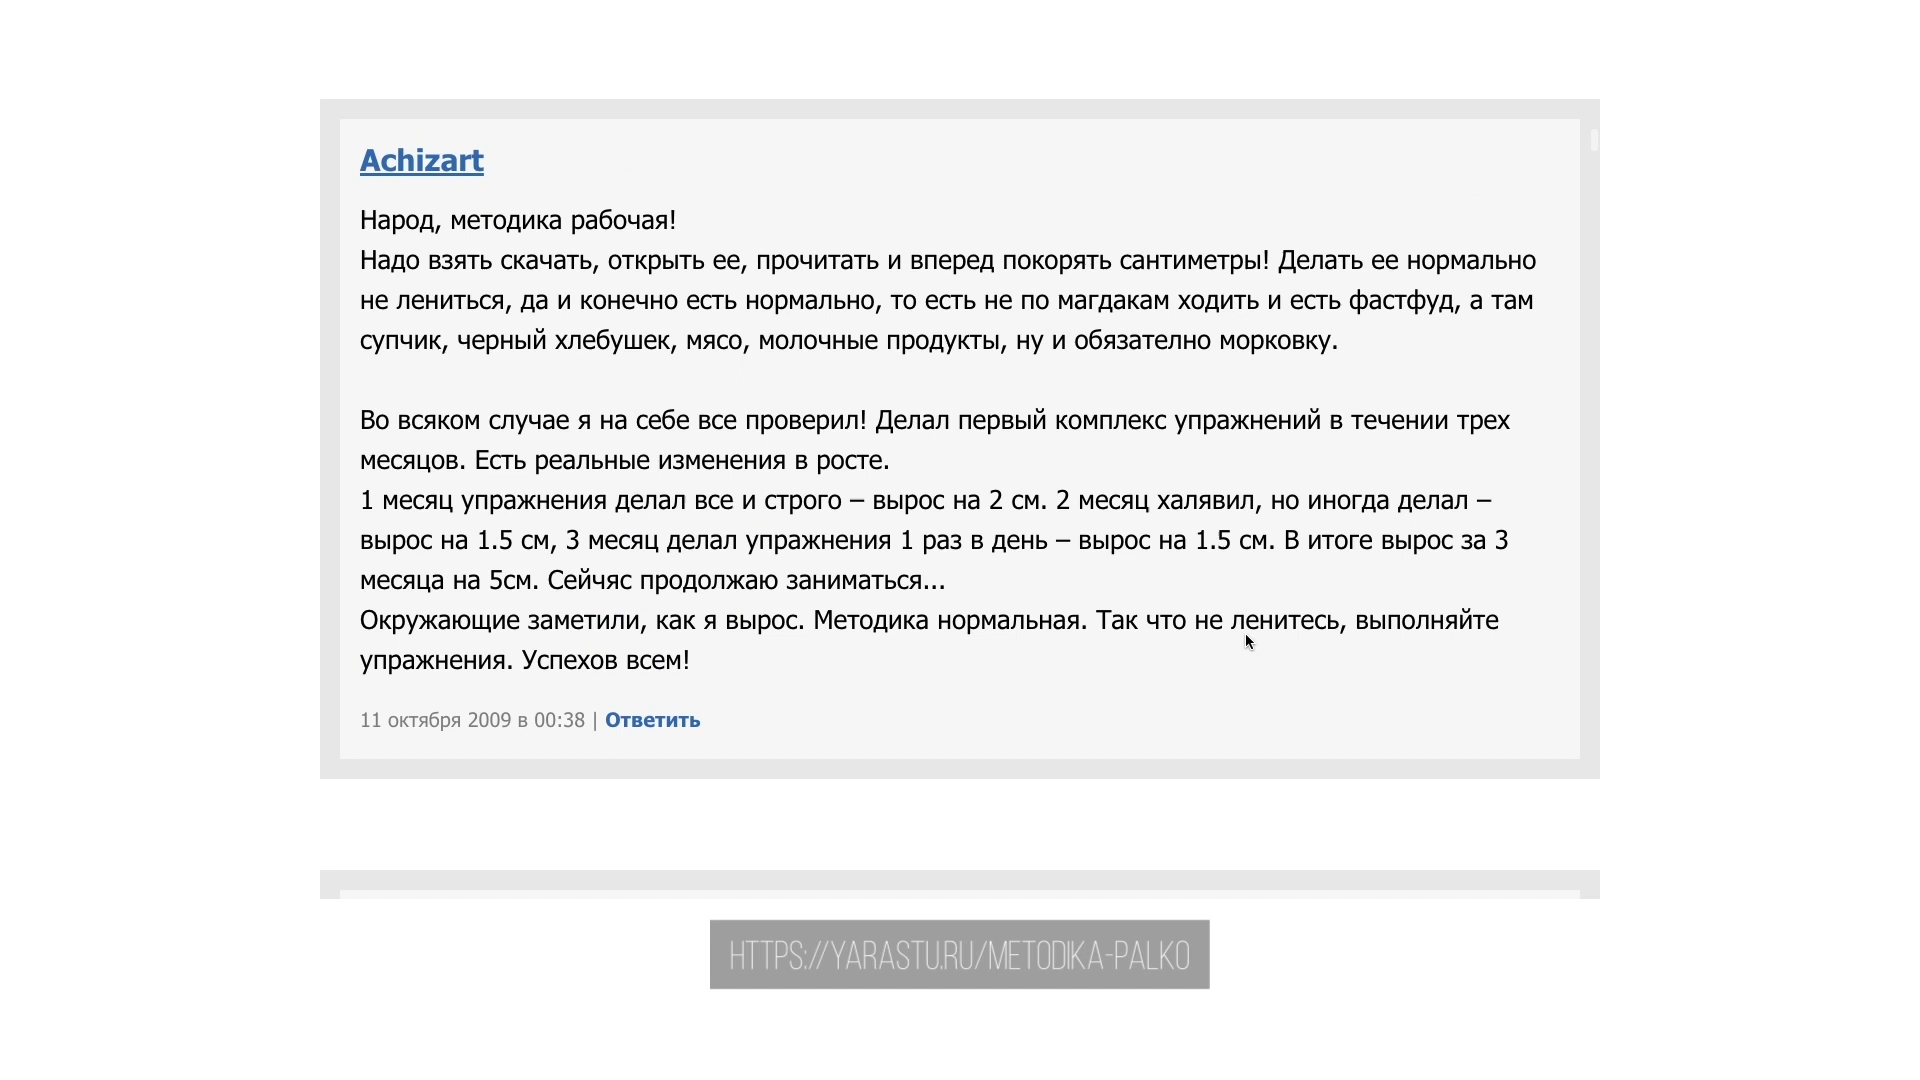 Achizart
Народ, методика рабочая!
Надо взять скачать, открыть ее, прочитать и вперед покорять сантиметры! Делать ее нормально
не лениться, да и конечно есть нормально, то есть не по магдакам ходить и есть фастфуд, а там
супчик, черный хлебушек, мясо, молочные продукты, ну и обязателно морковку.
Во всяком случае я на себе все проверил! Делал первый комплекс упражнений в течении трех
месяцов. Есть реальные изменения в росте.
1 месяц упражнения делал все и строго – вырос на 2 см. 2 месяц халявил, но иногда делал –
вырос на 1.5 см, 3 месяц делал упражнения 1 раз в день – вырос на 1.5 см. В итоге вырос за 3
месяца на 5см. Сейчяс продолжаю заниматься...
Окружающие заметили, как я вырос. Методика нормальная. Так что не ленитесь, выполняйте
упражнения. Успехов всем!
11 октября 2009 в 00:38 | Ответить
HTTPS://YARASTU.RU/METODIKA-PALKO